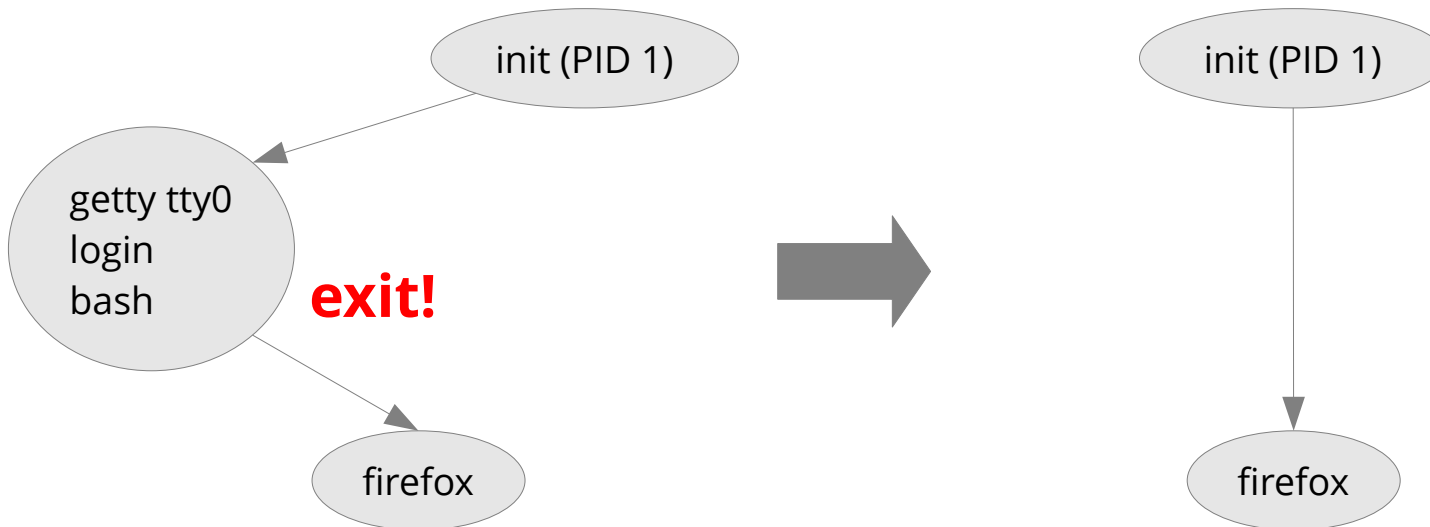 init (PID 1)
getty tty0
login
bash
exit!
firefox
init (PID 1)
firefox